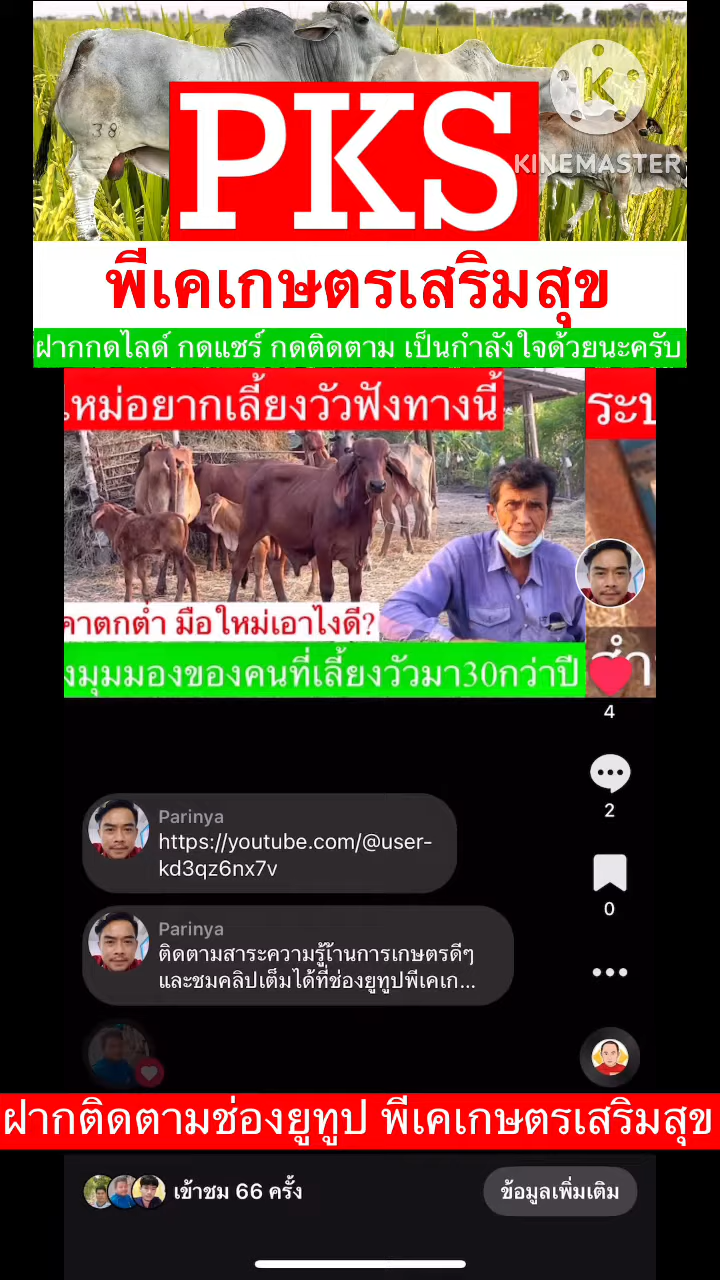 38
PKS
KINEMASTER
พีเคเกษตรเสริมสุข
ฝากกดไลด์ กดแชร์ กดติดตาม เป็นกำลังใจด้วยนะครับ
หม่อยากเลี้ยงวัวฟังทางนี้
ระบ
คาตกต่ำ มือใหม่เอาไงดี?
งมุมมองของคนที่เลี้ยงวัวมา30กว่าปี
4
2
0
Parinya
https://youtube.com/@user-
kd3qz6nx7v
Parinya
ติดตามสาระความรู้เ้านการเกษตรดีๆ
และชมคลิปเต็มได้ที่ช่องยูทูปพีเคเก...
ฝากติดตามช่องยูทูป พีเคเกษตรเสริมสุข
เข้าชม 66 ครั้ง
ข้อมูลเพิ่มเติม